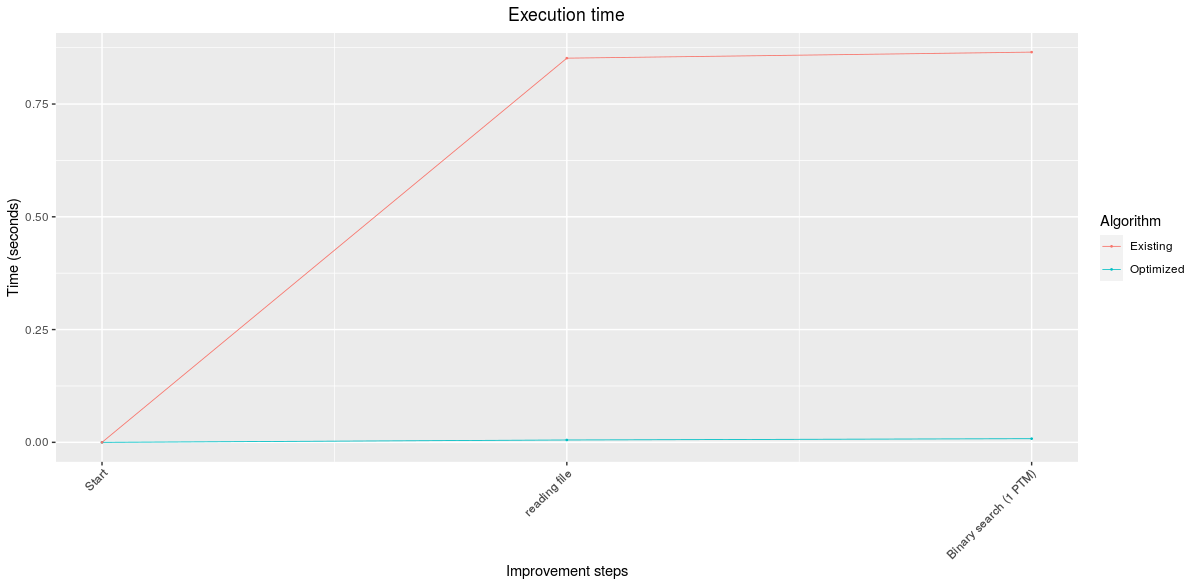 Execution time
Time (seconds)
0.75
0.50
0.25
0.00
Start
reading file
Binary search (1 PTM)
Improvement steps
Algorithm
Existing
Optimized